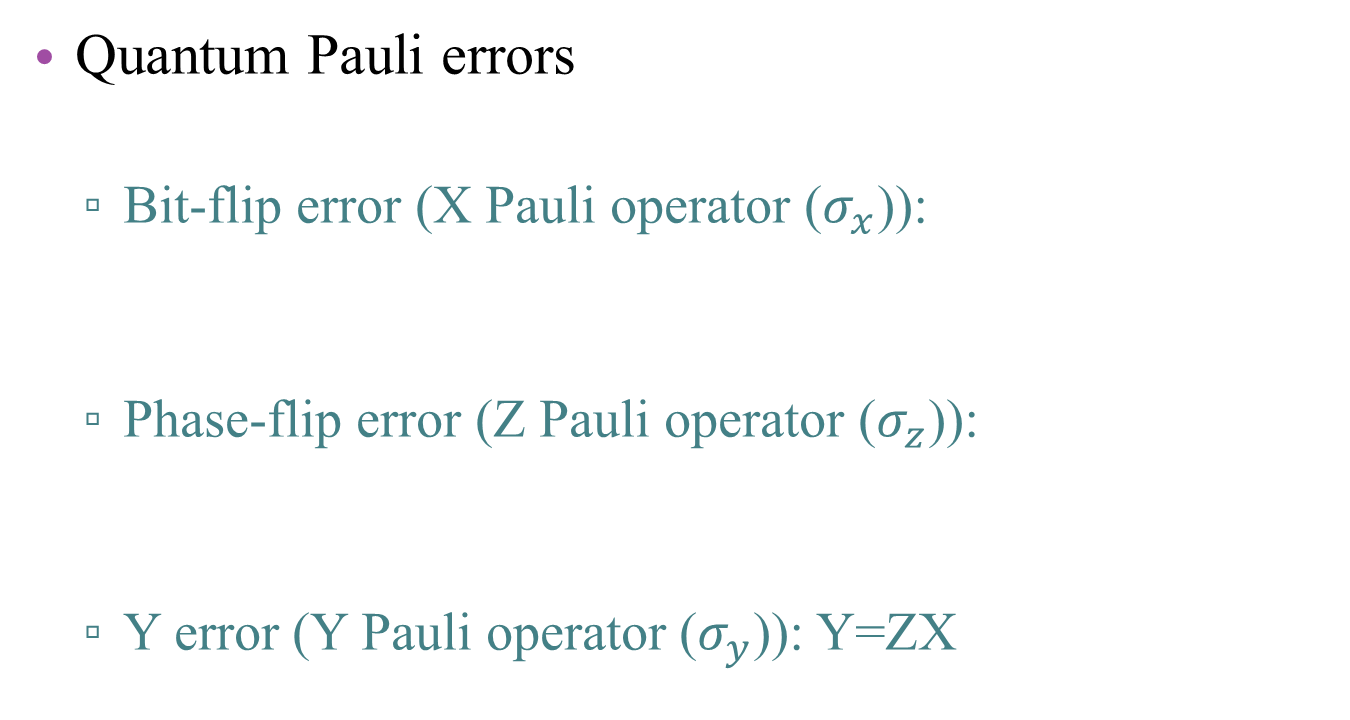 • Quantum Pauli errors
▫ Bit-flip error (X Pauli operator (σₓ)):
▫ Phase-flip error (Z Pauli operator (σ_z)):
▫ Y error (Y Pauli operator (σ_y)): Y=ZX